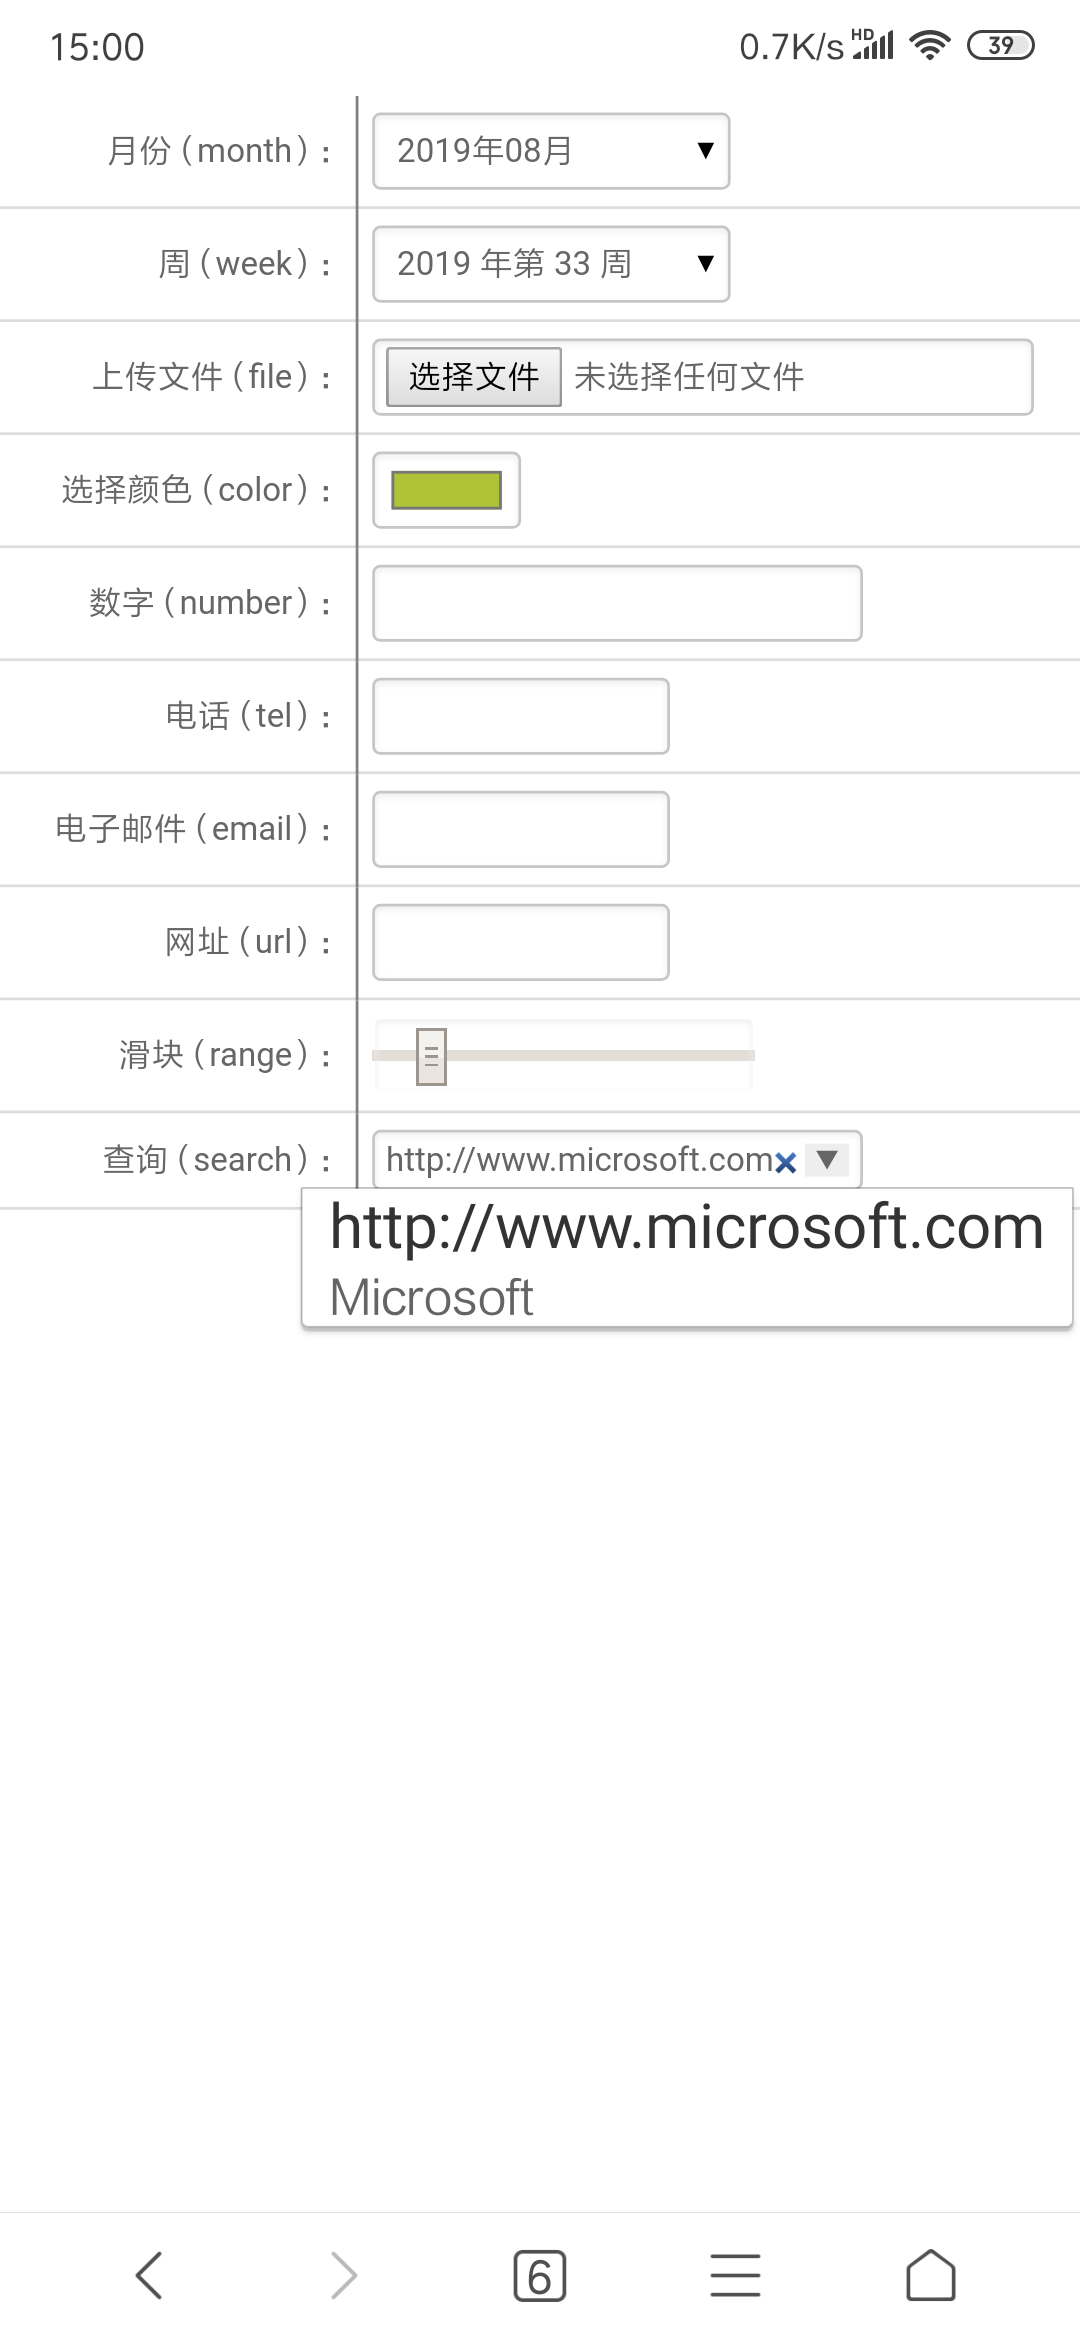 15:00 0.7K/s HD 39
月份(month): 2019年08月
周(week): 2019 年第 33 周
上传文件(file): 选择文件 未选择任何文件
选择颜色(color):
数字(number):
电话(tel):
电子邮件(email):
网址(url):
滑块(range):
查询(search): http://www.microsoft.com
http://www.microsoft.com
Microsoft
6